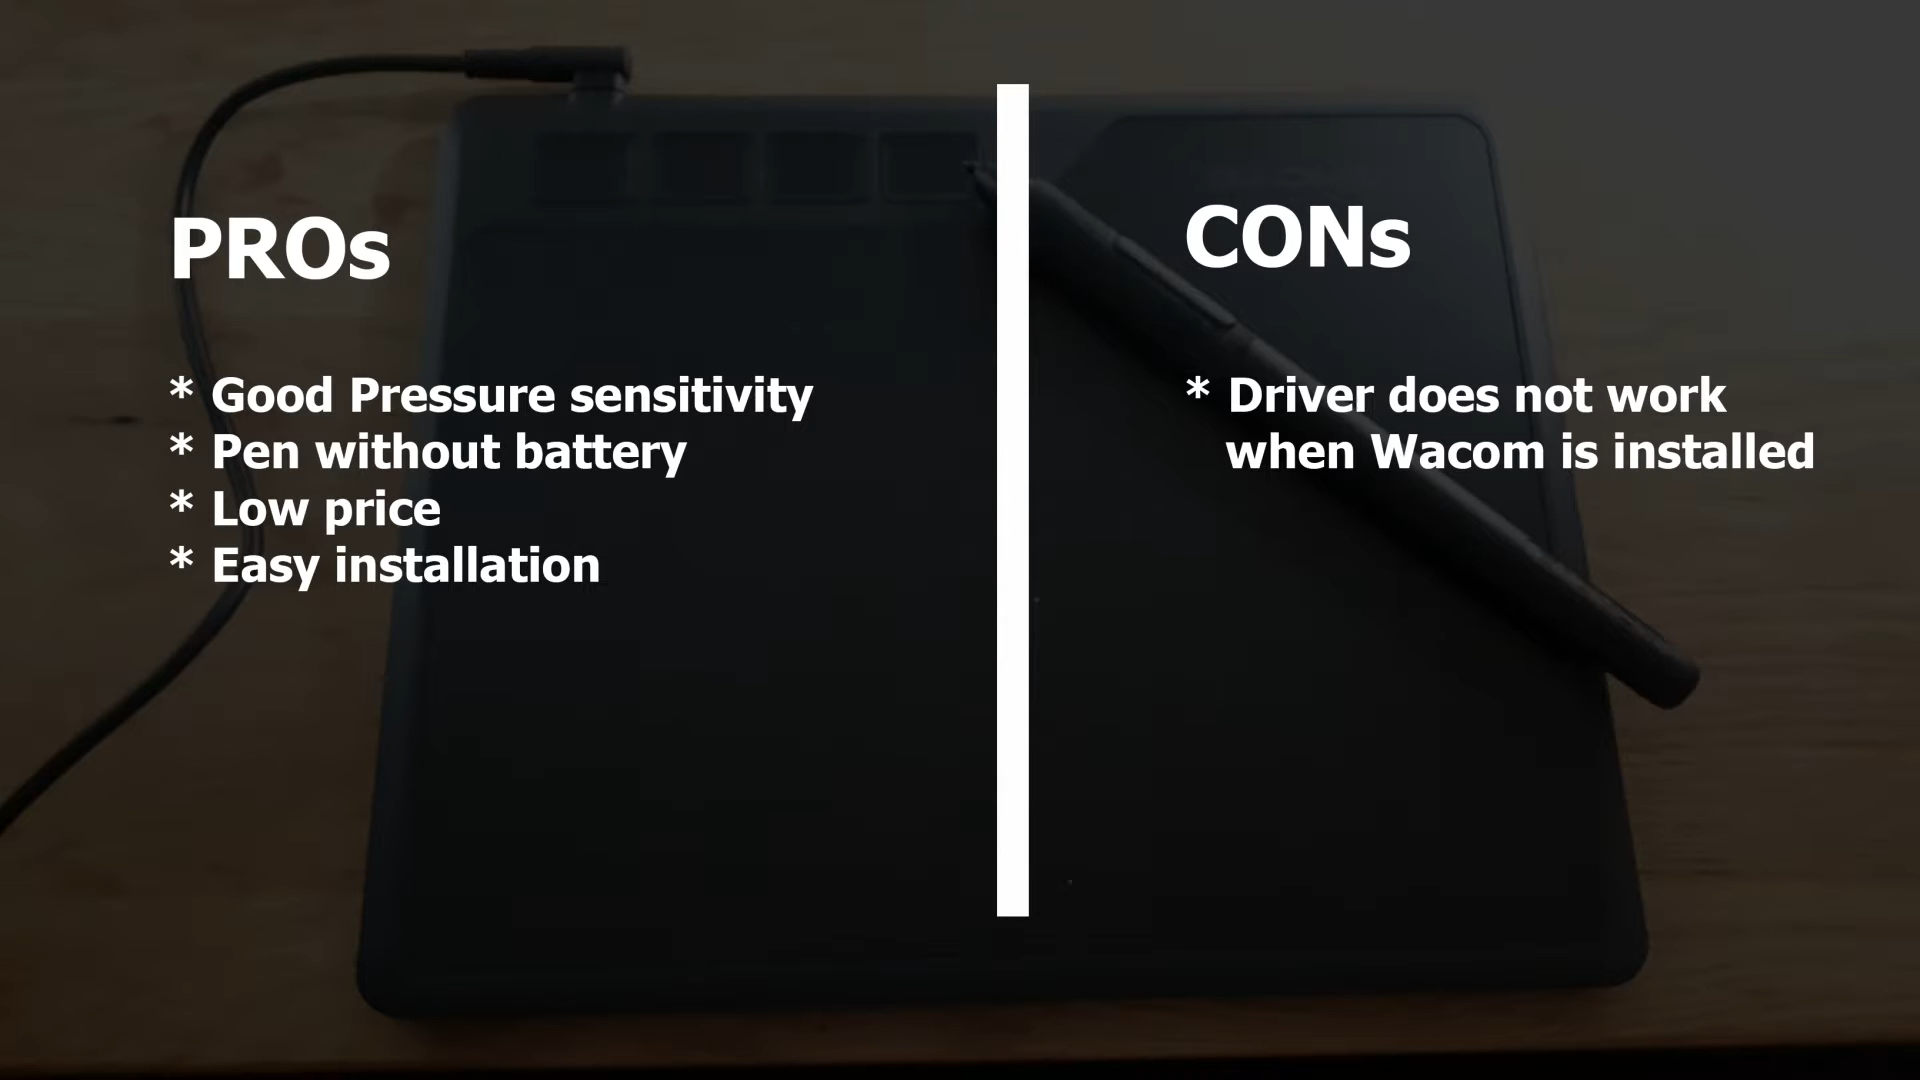 PROs
* Good Pressure sensitivity
* Pen without battery
* Low price
* Easy installation
CONs
* Driver does not work
when Wacom is installed